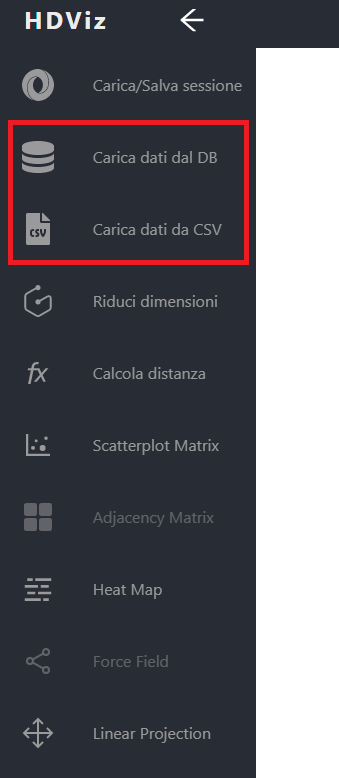 HDViz
Carica/Salva sessione
Carica dati dal DB
CSV
Carica dati da CSV
Riduci dimensioni
fx
Calcola distanza
Scatterplot Matrix
Adjacency Matrix
Heat Map
Force Field
Linear Projection